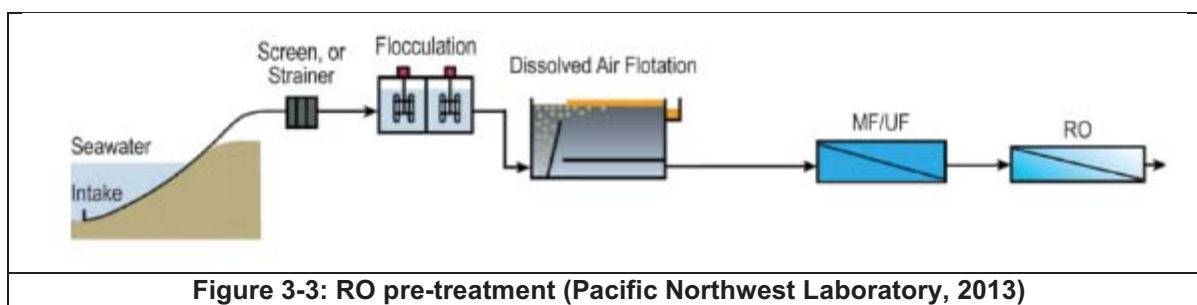 Screen, or
Strainer
Flocculation
Dissolved Air Flotation
MF/UF
RO
Seawater
Intake
Figure 3-3: RO pre-treatment (Pacific Northwest Laboratory, 2013)